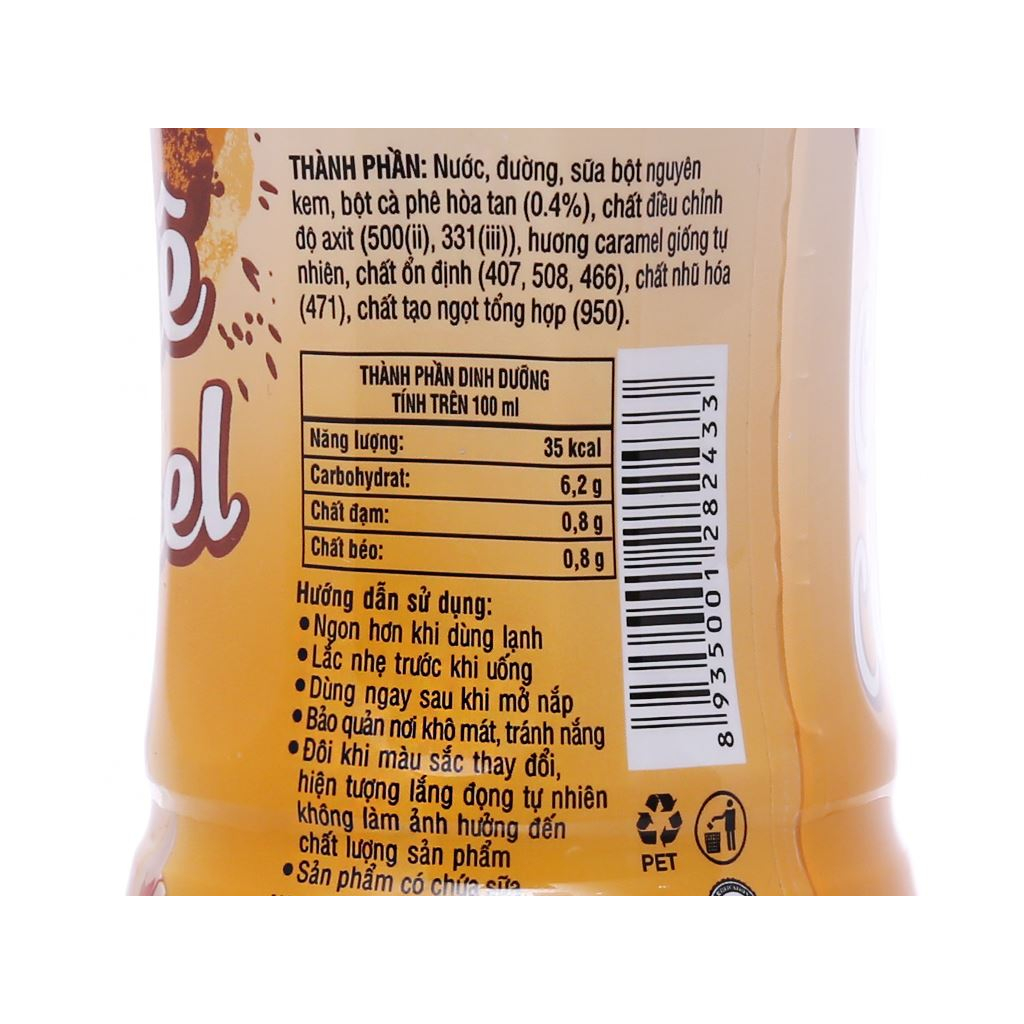 THÀNH PHẦN: Nước, đường, sữa bột nguyên
kem, bột cà phê hòa tan (0.4%), chất điều chỉnh
độ axit (500(ii), 331(iii)), hương caramel giống tự
nhiên, chất ổn định (407, 508, 466), chất nhũ hóa
(471), chất tạo ngọt tổng hợp (950).
THÀNH PHẦN DINH DƯỠNG
TÍNH TRÊN 100 ml
Năng lượng: 35 kcal
Carbohydrat: 6,2 g
Chất đạm: 0,8 g
Chất béo: 0,8 g
Hướng dẫn sử dụng:
•Ngon hơn khi dùng lạnh
•Lắc nhẹ trước khi uống
•Dùng ngay sau khi mở nắp
•Bảo quản nơi khô mát, tránh nắng
•Đôi khi màu sắc thay đổi,
hiện tượng lắng đọng tự nhiên
không làm ảnh hưởng đến
chất lượng sản phẩm
•Sản phẩm có chứa sữa
8 935001 282433
PET
el